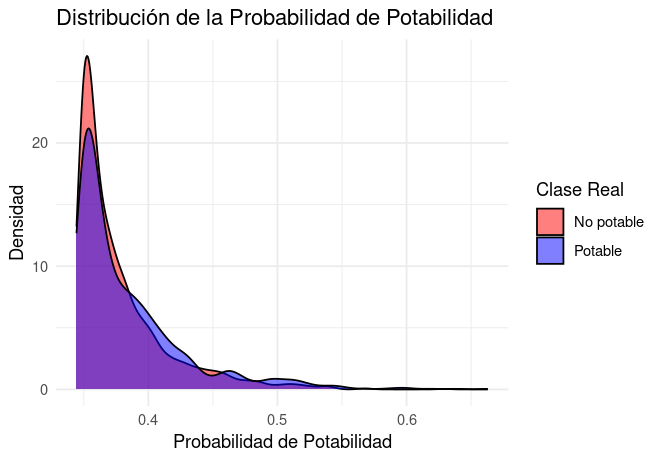 Distribución de la Probabilidad de Potabilidad
Densidad
20
10
0
0.4
0.5
0.6
Probabilidad de Potabilidad
Clase Real
No potable
Potable